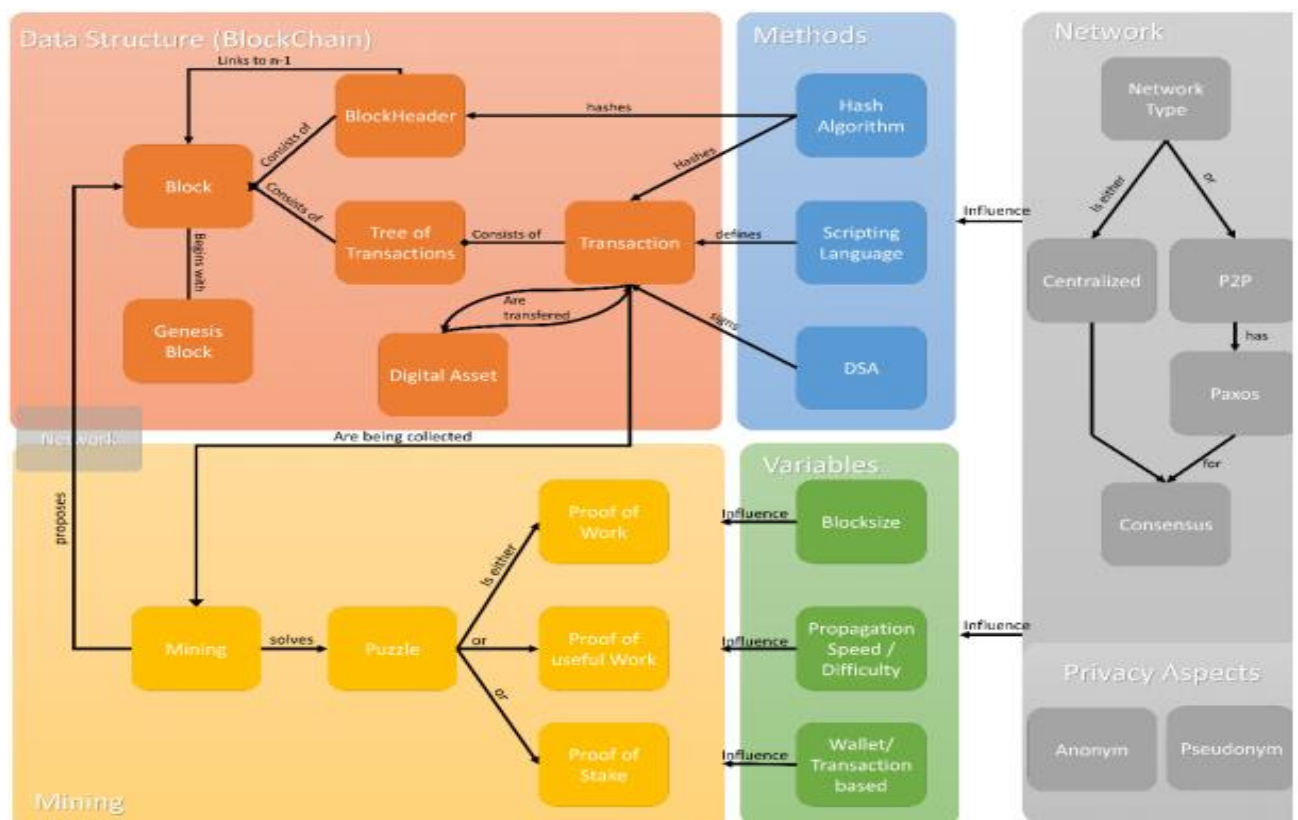 Data Structure (BlockChain)
Links to n-1
BlockHeader
Consists of
Consists of
Block
Tree of
Transactions
Consists of
Transaction
Begins with
Genesis
Block
Are
transfered
Digital Asset
hashes
Hashes
defines
signs
Methods
Hash
Algorithm
Scripting
Language
DSA
Influence
Network
Network
Type
Is either
or
Centralized
P2P
has
Paxos
for
Consensus
Network
Are being collected
proposes
Mining
solves
Puzzle
Is either
or
or
Proof of
Work
Proof of
useful Work
Proof of
Stake
Mining
Variables
Influence
Blocksize
Influence
Propagation
Speed /
Difficulty
Influence
Wallet/
Transaction
based
Influence
Privacy Aspects
Anonym
Pseudonym